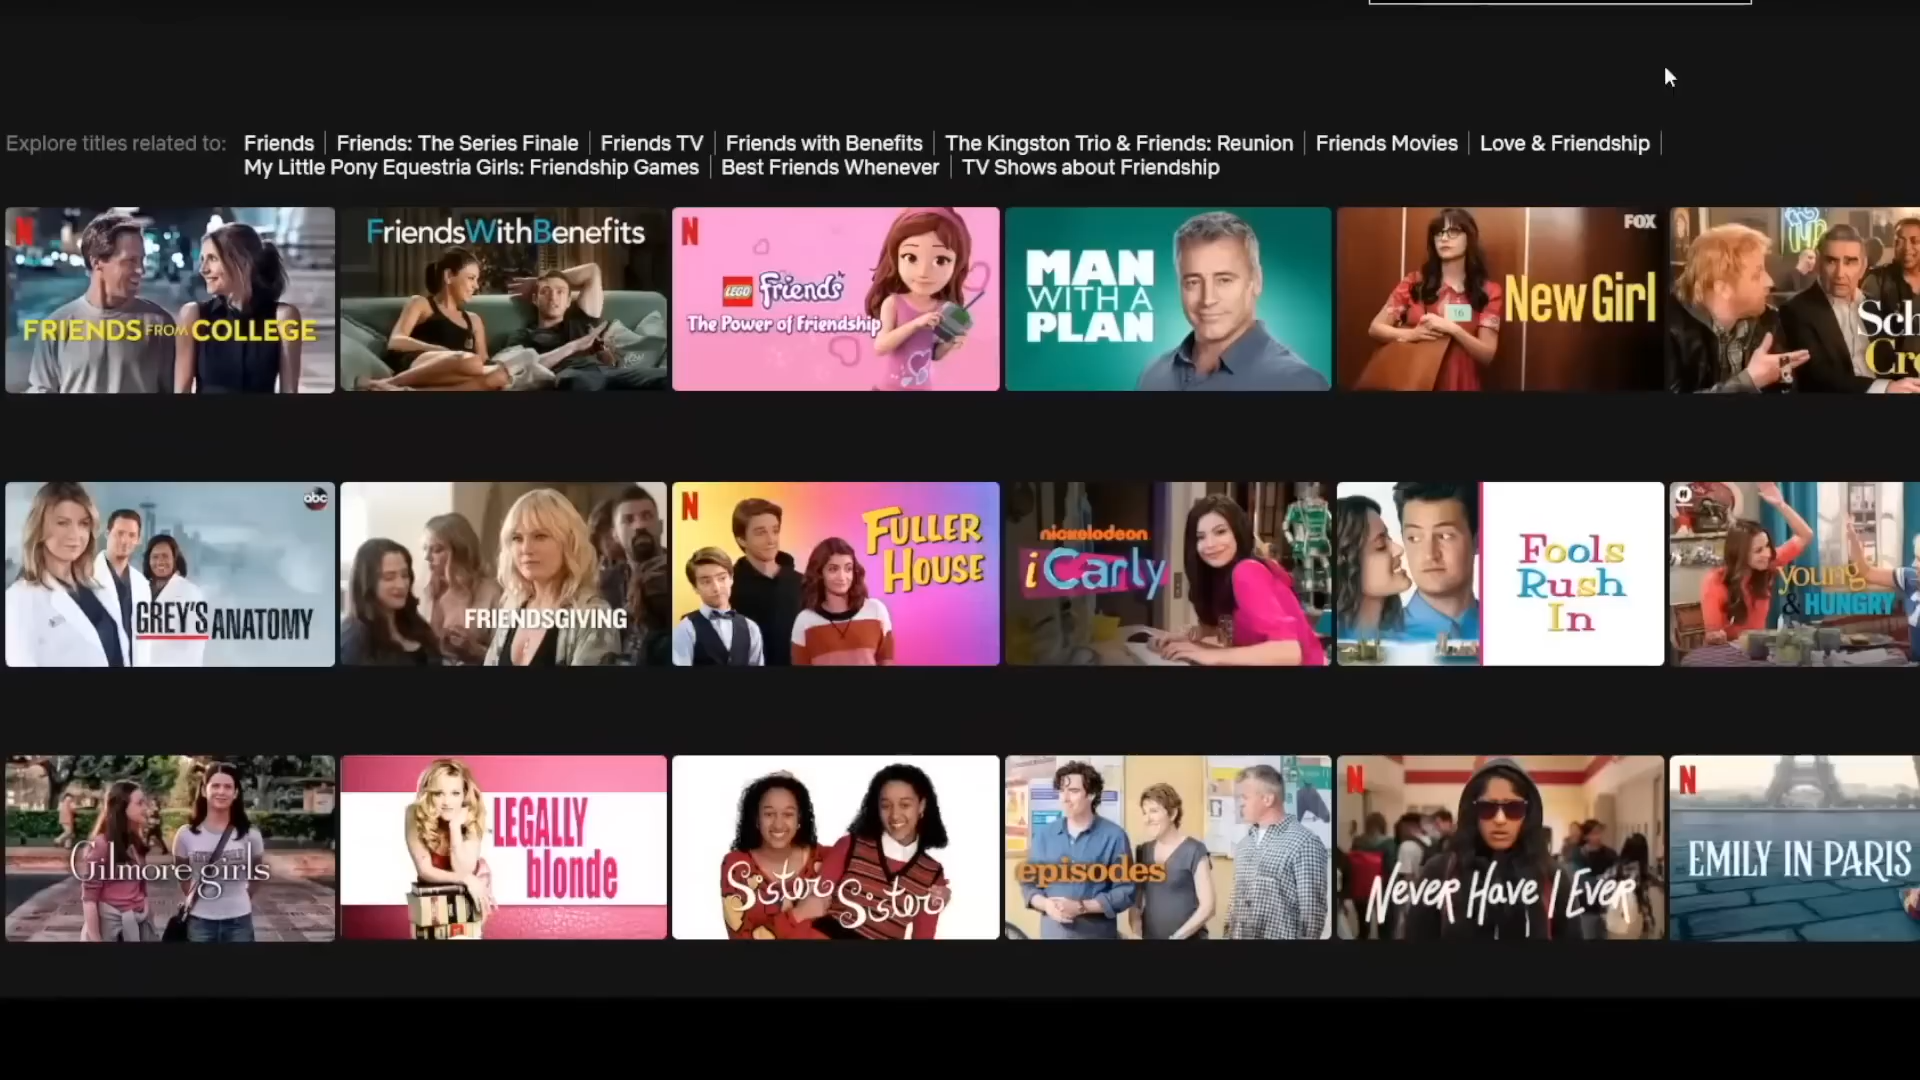 Explore titles related to: Friends | Friends: The Series Finale | Friends TV | Friends with Benefits | The Kingston Trio & Friends: Reunion | Friends Movies | Love & Friendship |
My Little Pony Equestria Girls: Friendship Games | Best Friends Whenever | TV Shows about Friendship
N
FRIENDS FROM COLLEGE
FriendsWithBenefits
N
LEGO Friends
The Power of Friendship
MAN
WITH A
PLAN
FOX
New Girl
16
Sch
Cre
abc
GREY'S ANATOMY
FRIENDSGIVING
N
FULLER
HOUSE
nickelodeon
iCarly
Fools
Rush
In
young
& HUNGRY
Gilmore girls
LEGALLY
blonde
Sister Sister
episodes
N
Never Have I Ever
N
EMILY IN PARIS